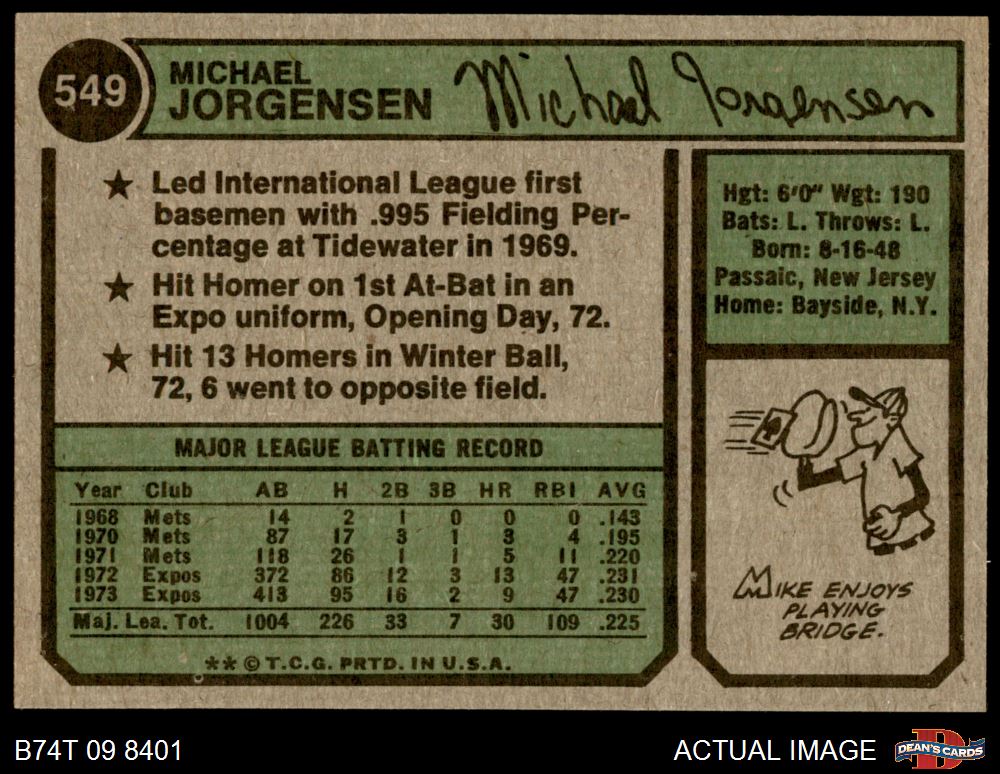 549
MICHAEL
JORGENSEN
Michael Jorgensen
★ Led International League first
basemen with .995 Fielding Per-
centage at Tidewater in 1969.
★ Hit Homer on 1st At-Bat in an
Expo uniform, Opening Day, 72.
★ Hit 13 Homers in Winter Ball,
72, 6 went to opposite field.
Hgt: 6'0" Wgt: 190
Bats: L. Throws: L.
Born: 8-16-48
Passaic, New Jersey
Home: Bayside, N.Y.
MAJOR LEAGUE BATTING RECORD
Year Club AB H 2B 3B HR RBI AVG
1968 Mets 14 2 1 0 0 0 .143
1970 Mets 87 17 3 1 3 4 .195
1971 Mets 118 26 1 1 5 11 .220
1972 Expos 372 86 12 3 13 47 .231
1973 Expos 413 95 16 2 9 47 .230
Maj. Lea. Tot. 1004 226 33 7 30 109 .225
** © T.C.G. PRTD. IN U.S.A.
MIKE ENJOYS
PLAYING
BRIDGE.
B74T 09 8401
ACTUAL IMAGE
D
DEAN'S CARDS